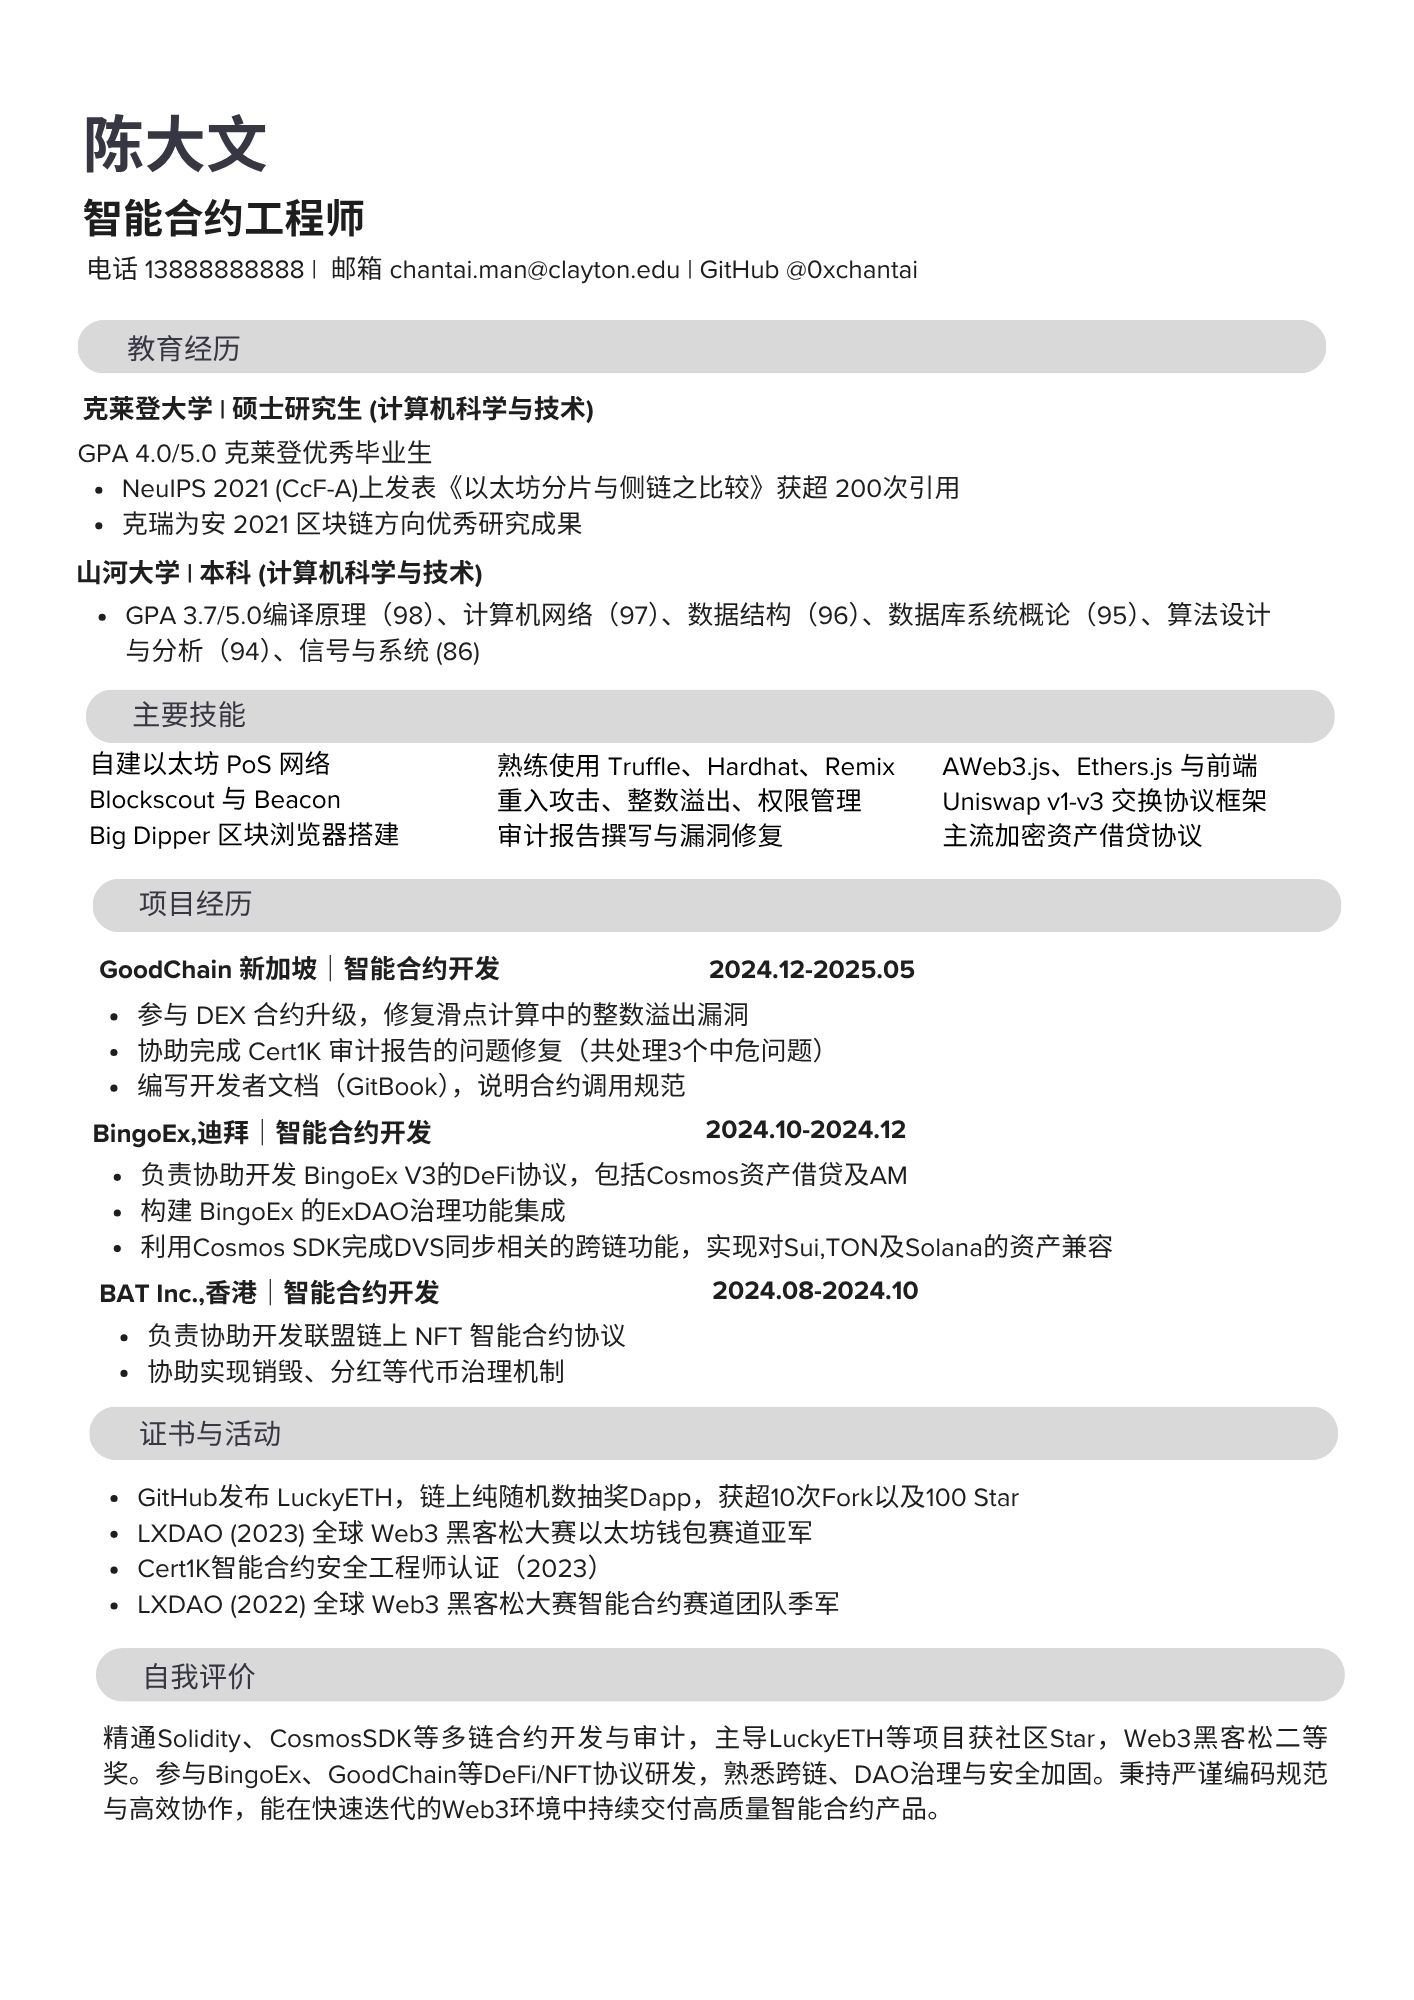 陈大文
智能合约工程师
电话 13888888888 | 邮箱 chantai.man@clayton.edu | GitHub @0xchantai
教育经历
克莱登大学 | 硕士研究生 (计算机科学与技术)
GPA 4.0/5.0 克莱登优秀毕业生
• NeuIPS 2021 (CcF-A)上发表《以太坊分片与侧链之比较》获超 200次引用
• 克瑞为安 2021 区块链方向优秀研究成果
山河大学 | 本科 (计算机科学与技术)
• GPA 3.7/5.0编译原理（98）、计算机网络（97）、数据结构（96）、数据库系统概论（95）、算法设计
与分析（94）、信号与系统 (86)
主要技能
自建以太坊 PoS 网络
Blockscout 与 Beacon
Big Dipper 区块浏览器搭建
熟练使用 Truffle、Hardhat、Remix
重入攻击、整数溢出、权限管理
审计报告撰写与漏洞修复
AWeb3.js、Ethers.js 与前端
Uniswap v1-v3 交换协议框架
主流加密资产借贷协议
项目经历
GoodChain 新加坡｜智能合约开发 2024.12-2025.05
• 参与 DEX 合约升级，修复滑点计算中的整数溢出漏洞
• 协助完成 Cert1K 审计报告的问题修复（共处理3个中危问题）
• 编写开发者文档（GitBook），说明合约调用规范
BingoEx,迪拜｜智能合约开发 2024.10-2024.12
• 负责协助开发 BingoEx V3的DeFi协议，包括Cosmos资产借贷及AM
• 构建 BingoEx 的ExDAO治理功能集成
• 利用Cosmos SDK完成DVS同步相关的跨链功能，实现对Sui,TON及Solana的资产兼容
BAT Inc.,香港｜智能合约开发 2024.08-2024.10
• 负责协助开发联盟链上 NFT 智能合约协议
• 协助实现销毁、分红等代币治理机制
证书与活动
• GitHub发布 LuckyETH，链上纯随机数抽奖Dapp，获超10次Fork以及100 Star
• LXDAO (2023) 全球 Web3 黑客松大赛以太坊钱包赛道亚军
• Cert1K智能合约安全工程师认证（2023）
• LXDAO (2022) 全球 Web3 黑客松大赛智能合约赛道团队季军
自我评价
精通Solidity、CosmosSDK等多链合约开发与审计，主导LuckyETH等项目获社区Star，Web3黑客松二等
奖。参与BingoEx、GoodChain等DeFi/NFT协议研发，熟悉跨链、DAO治理与安全加固。秉持严谨编码规范
与高效协作，能在快速迭代的Web3环境中持续交付高质量智能合约产品。